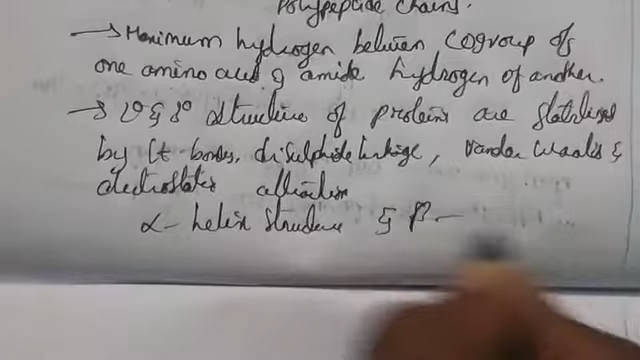 Polypeptide chains.
→ Maximum hydrogen between CO group of
one amino acid & amide hydrogen of another.
→ 2° & 3° structure of proteins are stabilised
by H bonds, disulphide linkage, vander waals &
electrostatic attraction
α- helix structure & β-